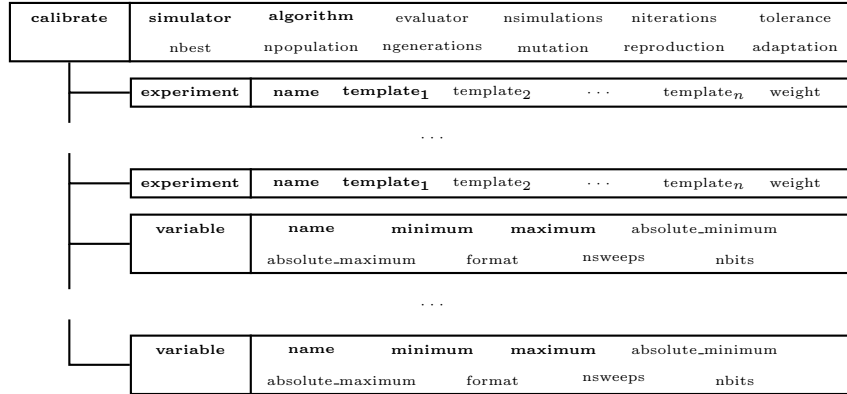 calibrate simulator algorithm evaluator nsimulations niterations tolerance
nbest npopulation ngenerations mutation reproduction adaptation
experiment name template₁ template₂ ... templateₙ weight
...
experiment name template₁ template₂ ... templateₙ weight
variable name minimum maximum absolute_minimum
absolute_maximum format nsweeps nbits
...
variable name minimum maximum absolute_minimum
absolute_maximum format nsweeps nbits